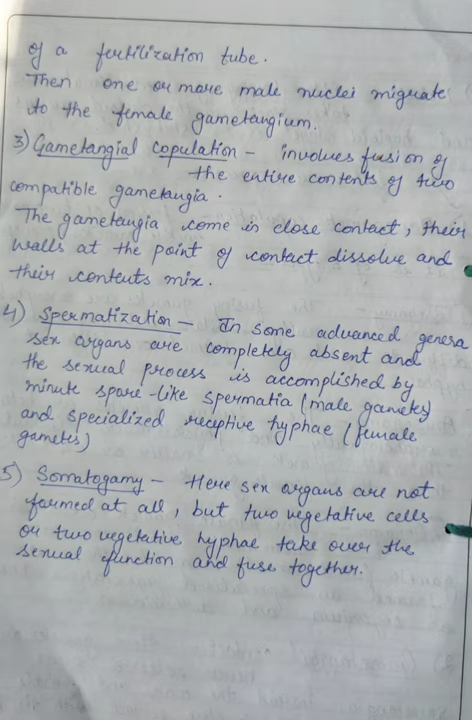 of a fertilization tube.
Then one or more male nuclei migrate
to the female gametangium.
3) Gametangial copulation - involves fusion of
the entire contents of two
compatible gametangia.
The gametangia come in close contact, their
walls at the point of contact dissolve and
their contents mix.
4) Spermatization - In some advanced genera
sex organs are completely absent and
the sexual process is accomplished by
minute spore-like spermatia (male gametes)
and specialized receptive hyphae (female
gametes)
5) Somatogamy - Here sex organs are not
formed at all, but two vegetative cells
or two vegetative hyphae take over the
sexual function and fuse together.